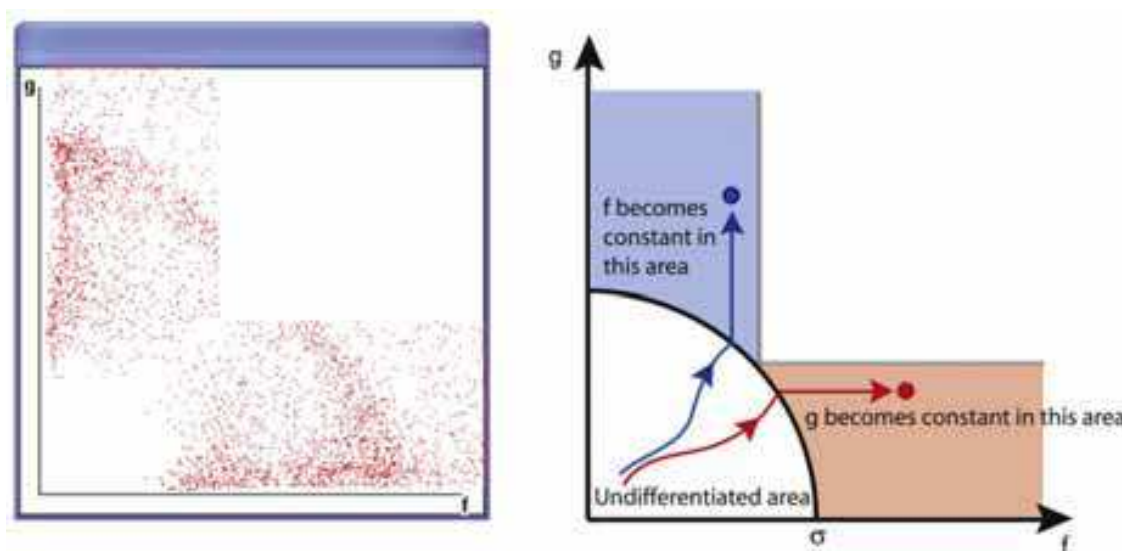 g
f
g
f becomes
constant in
this area
g becomes constant in this area
Undifferentiated area
σ
f